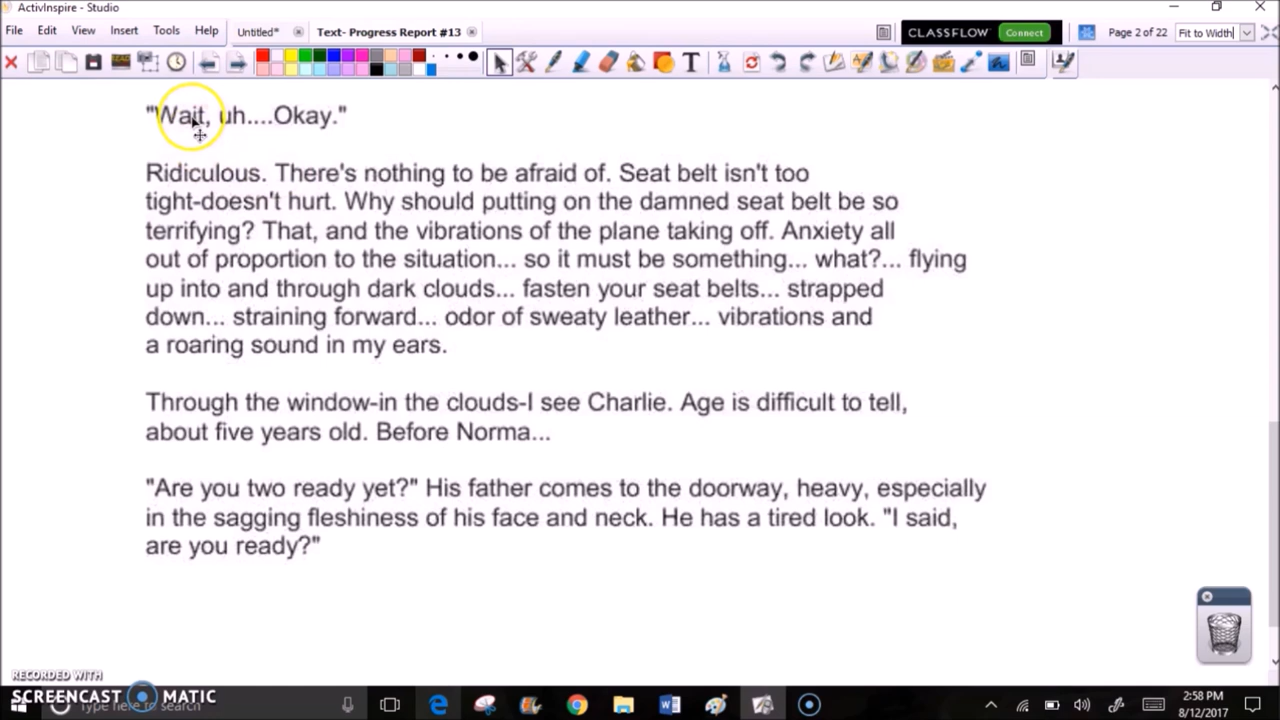 ActivInspire - Studio
File Edit View Insert Tools Help Untitled* Text- Progress Report #13 CLASSFLOW Connect Page 2 of 22 Fit to Width
"Wait, uh....Okay."
Ridiculous. There's nothing to be afraid of. Seat belt isn't too
tight-doesn't hurt. Why should putting on the damned seat belt be so
terrifying? That, and the vibrations of the plane taking off. Anxiety all
out of proportion to the situation... so it must be something... what?... flying
up into and through dark clouds... fasten your seat belts... strapped
down... straining forward... odor of sweaty leather... vibrations and
a roaring sound in my ears.
Through the window-in the clouds-I see Charlie. Age is difficult to tell,
about five years old. Before Norma...
"Are you two ready yet?" His father comes to the doorway, heavy, especially
in the sagging fleshiness of his face and neck. He has a tired look. "I said,
are you ready?"
RECORDED WITH
SCREENCAST MATIC
Type here to search
2:58 PM
8/12/2017